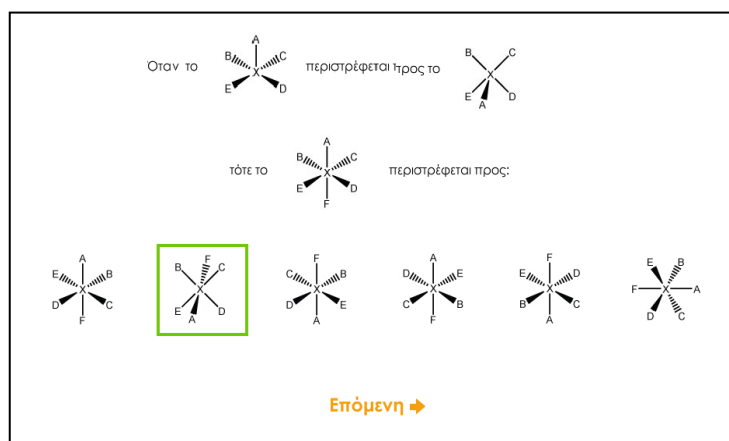 A
B C
Όταν το X περιστρέφεται προς το X
E D
B C
E D
A
A
B C
τότε το X περιστρέφεται προς:
E D
F
A F F A F E B
E B B C C B D E E D
X X X X X F X A
D C E D D E C B B C D C
F A A F A
Επόμενη